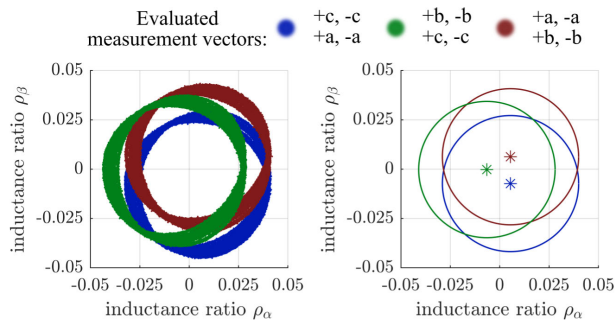 Evaluated
measurement vectors:
+c, -c
+a, -a
+b, -b
+c, -c
+a, -a
+b, -b
inductance ratio ρβ
0.05
0.025
0
-0.025
-0.05
-0.05 -0.025 0 0.025 0.05
inductance ratio ρα
inductance ratio ρβ
0.05
0.025
0
-0.025
-0.05
-0.05 -0.025 0 0.025 0.05
inductance ratio ρα